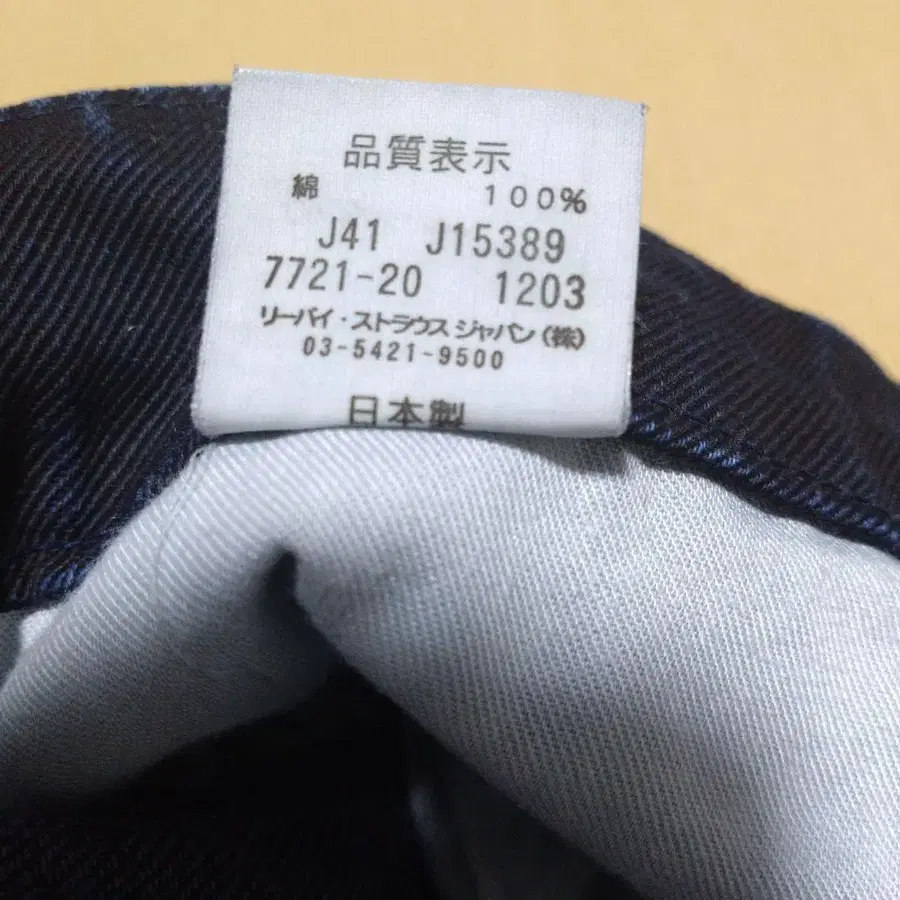 品質表示
綿 100%
J41 J15389
7721-20 1203
リーバイ・ストラウス ジャパン(株)
03-5421-9500
日本製